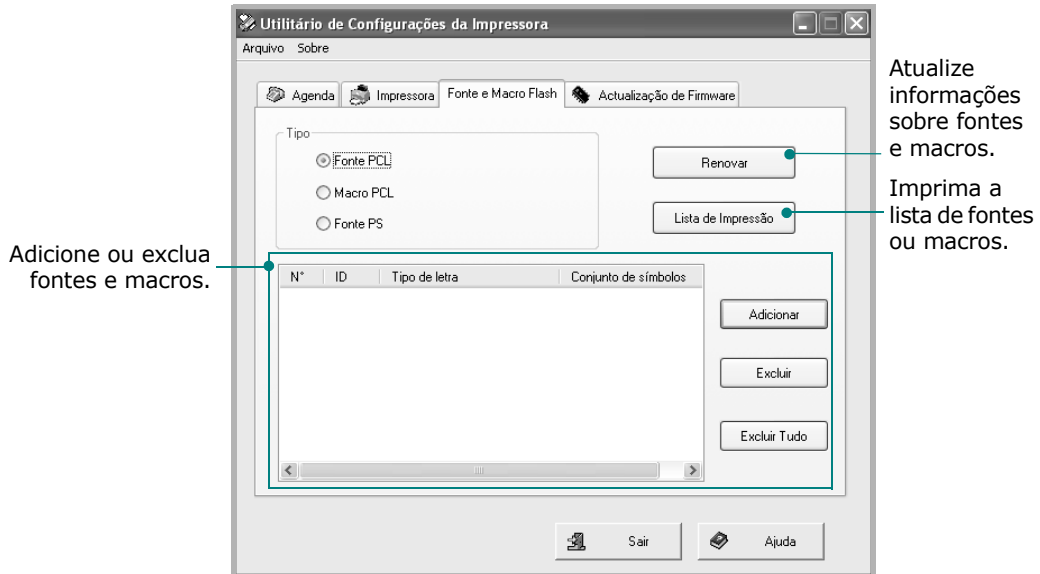 Utilitário de Configurações da Impressora
Arquivo Sobre
Agenda Impressora Fonte e Macro Flash Actualização de Firmware
Tipo
Fonte PCL
Macro PCL
Fonte PS
Renovar
Lista de Impressão
Atualize
informações
sobre fontes
e macros.
Imprima a
lista de fontes
ou macros.
Adicione ou exclua
fontes e macros.
N° ID Tipo de letra Conjunto de símbolos
Adicionar
Excluir
Excluir Tudo
Sair Ajuda